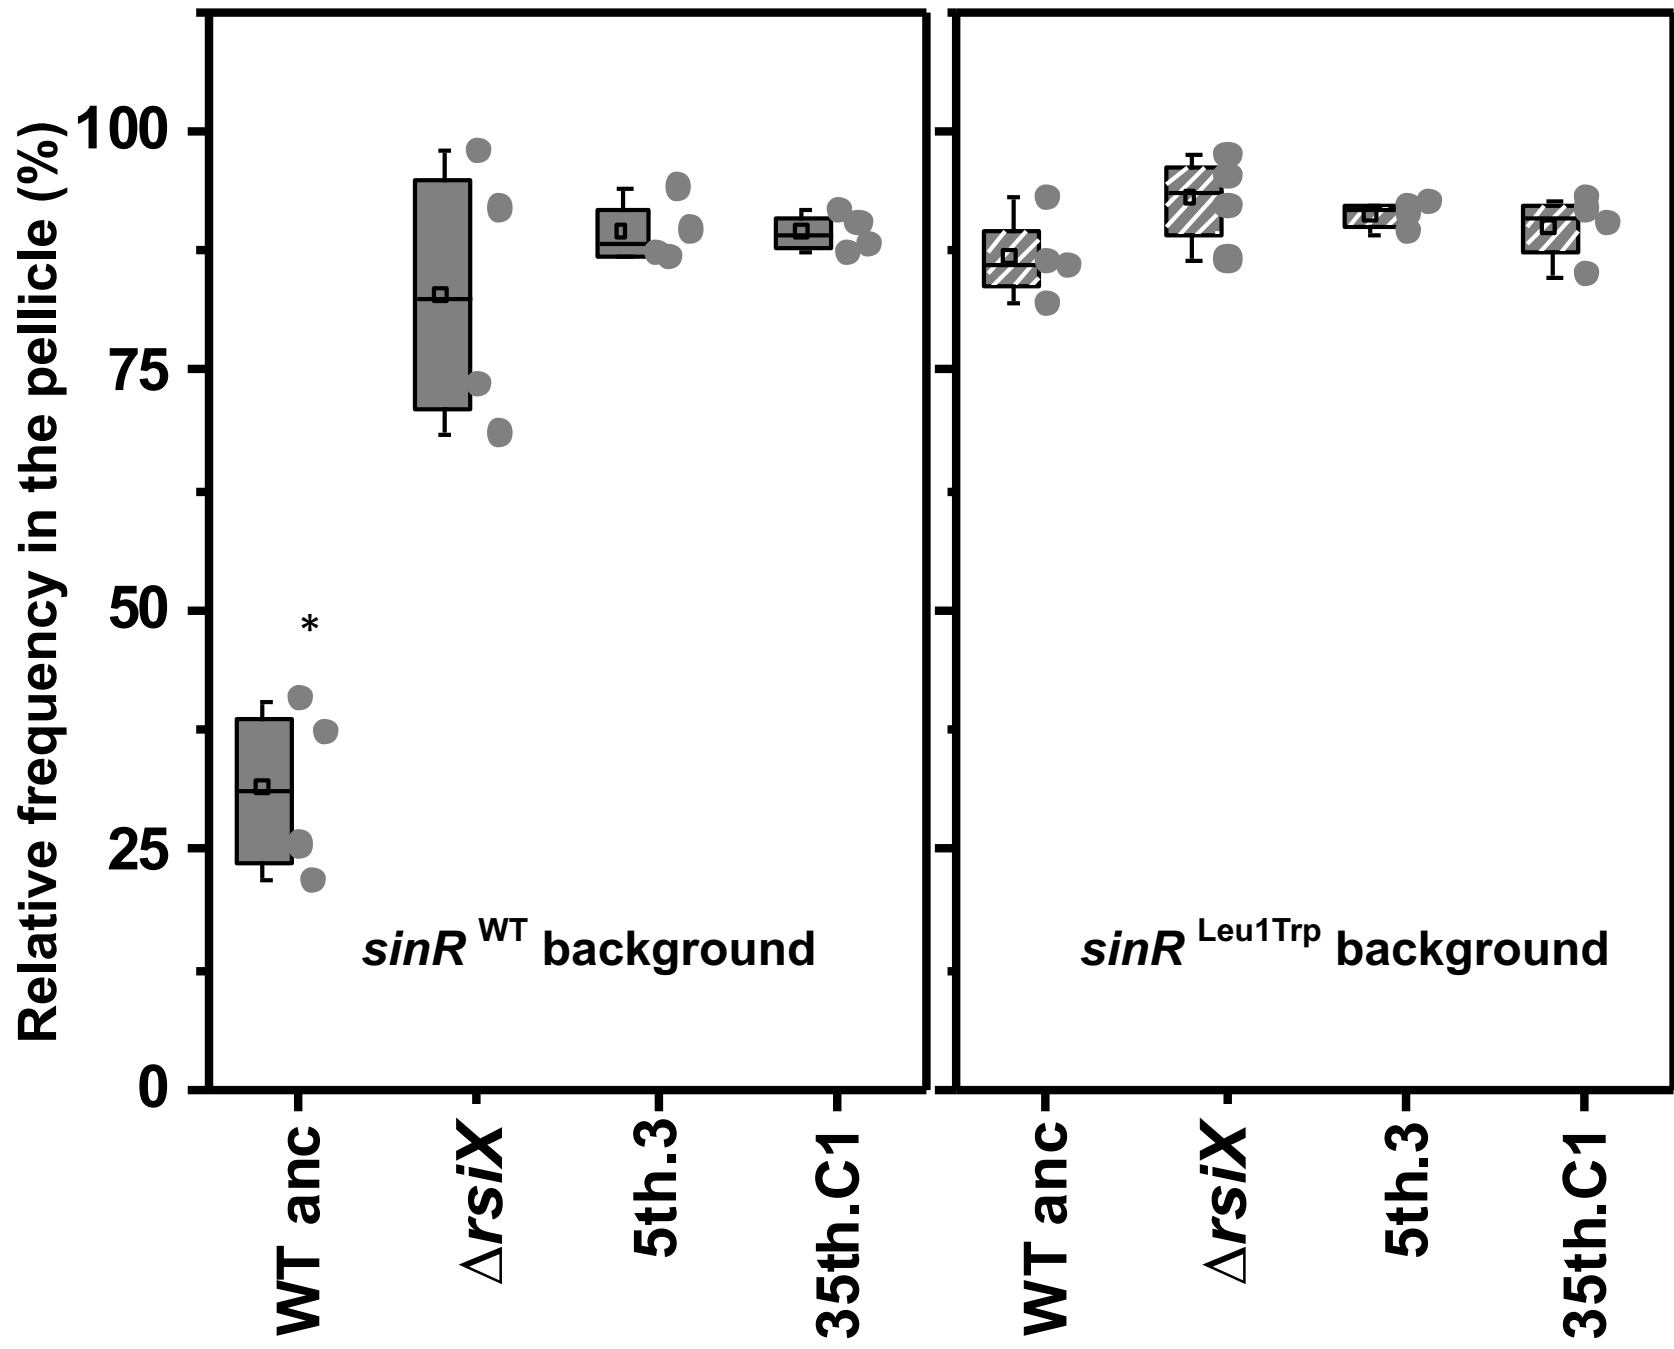 Relative frequency in the pellicle (%)
100
75
50
25
0
*
sinR WT background
sinR Leu1Trp background
WT anc
ΔrsiX
5th.3
35th.C1
WT anc
ΔrsiX
5th.3
35th.C1